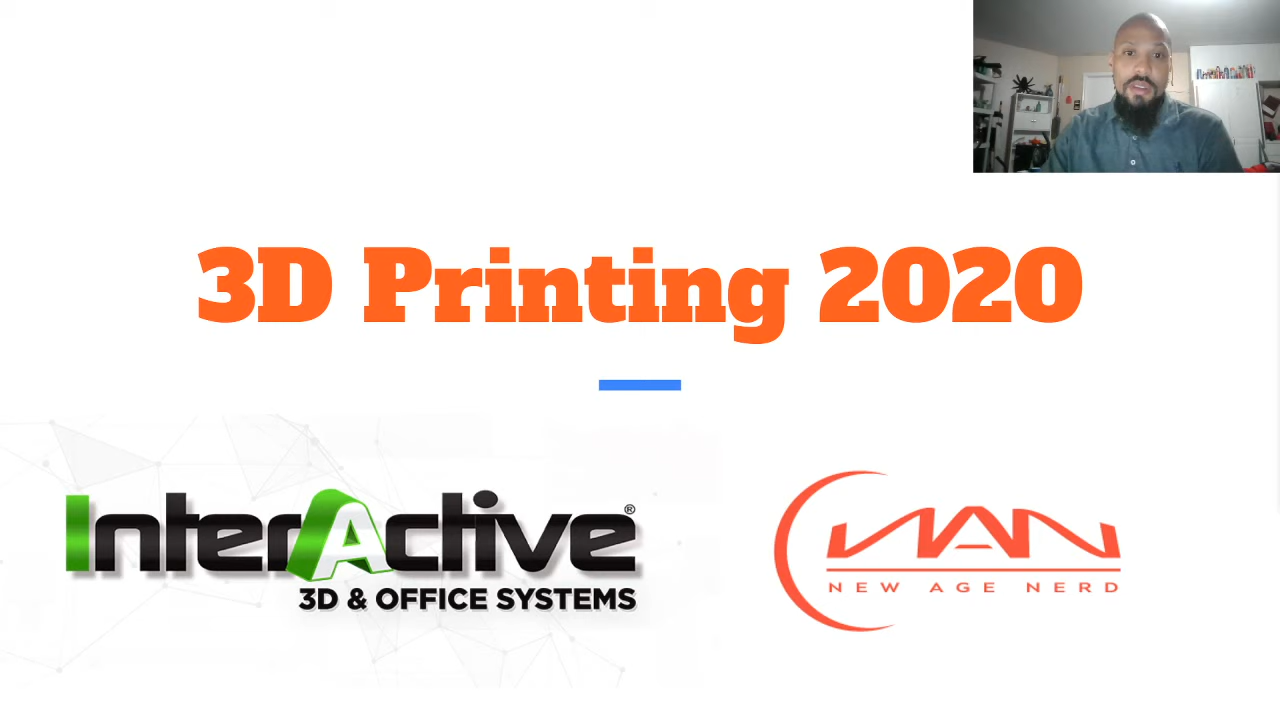 3D Printing 2020
InterActive®
3D & OFFICE SYSTEMS
NAN
NEW AGE NERD